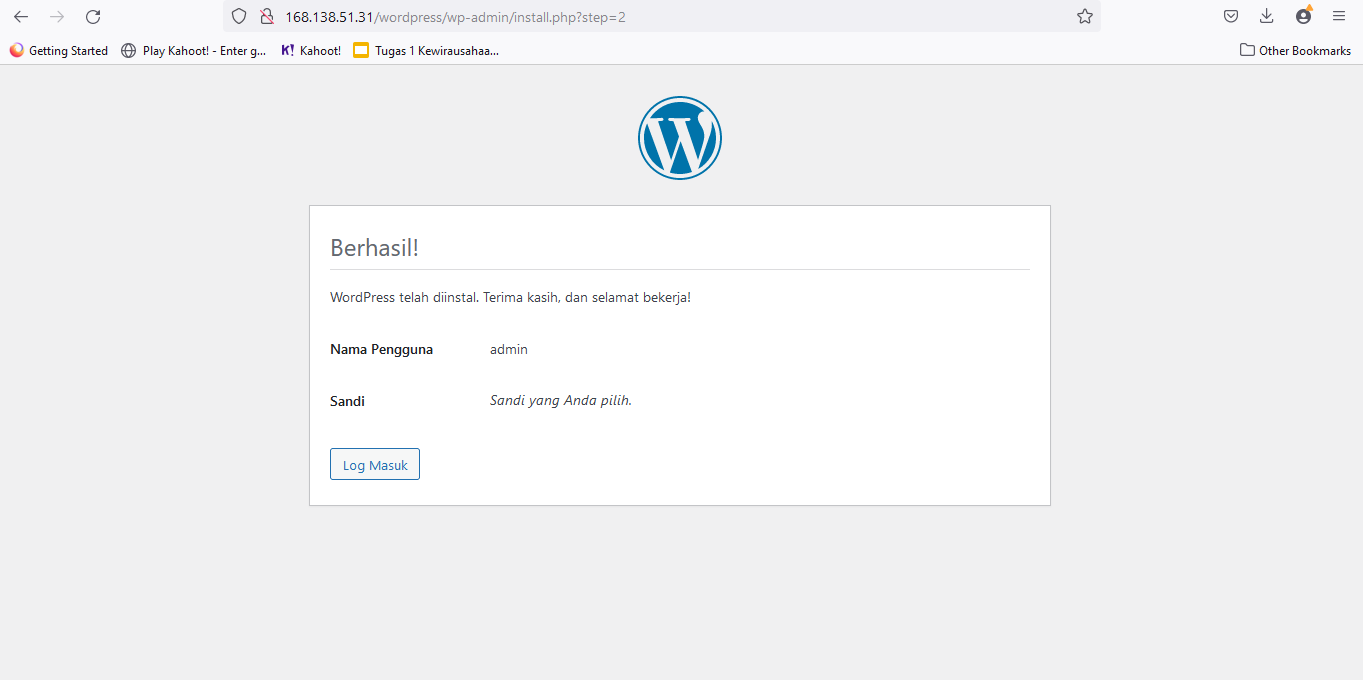 168.138.51.31/wordpress/wp-admin/install.php?step=2
Getting Started Play Kahoot! - Enter g... K! Kahoot! Tugas 1 Kewirausahaa... Other Bookmarks
W
Berhasil!
WordPress telah diinstal. Terima kasih, dan selamat bekerja!
Nama Pengguna admin
Sandi Sandi yang Anda pilih.
Log Masuk